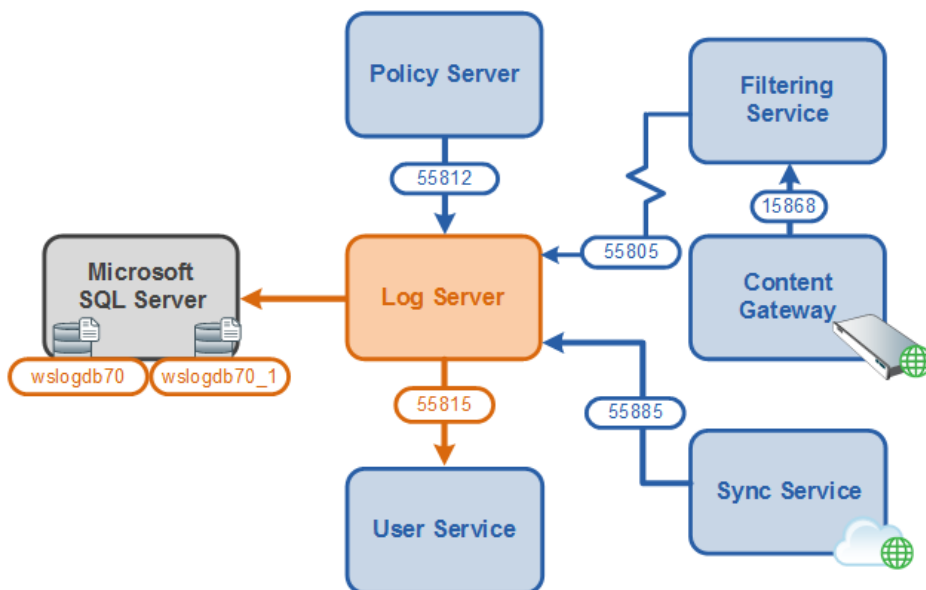 Policy Server
Filtering
Service
55812
15868
55805
Microsoft
SQL Server
Log Server
Content
Gateway
wslogdb70
wslogdb70_1
55815
55885
User Service
Sync Service